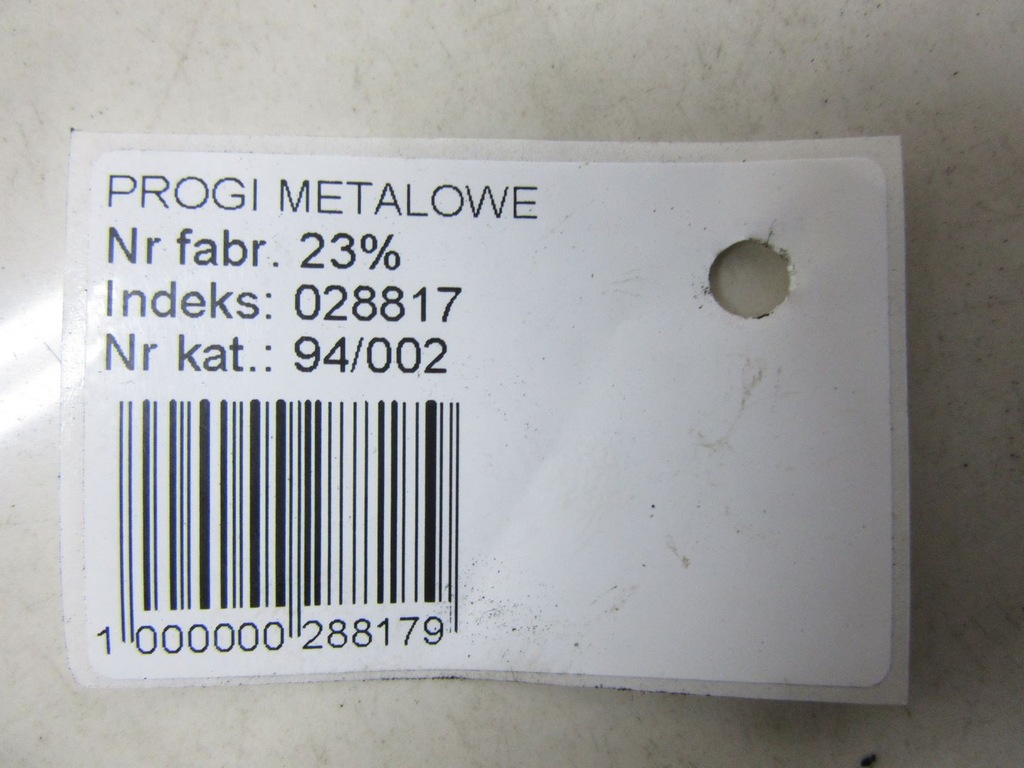 PROGI METALOWE
Nr fabr. 23%
Indeks: 028817
Nr kat.: 94/002
1 000000 288179